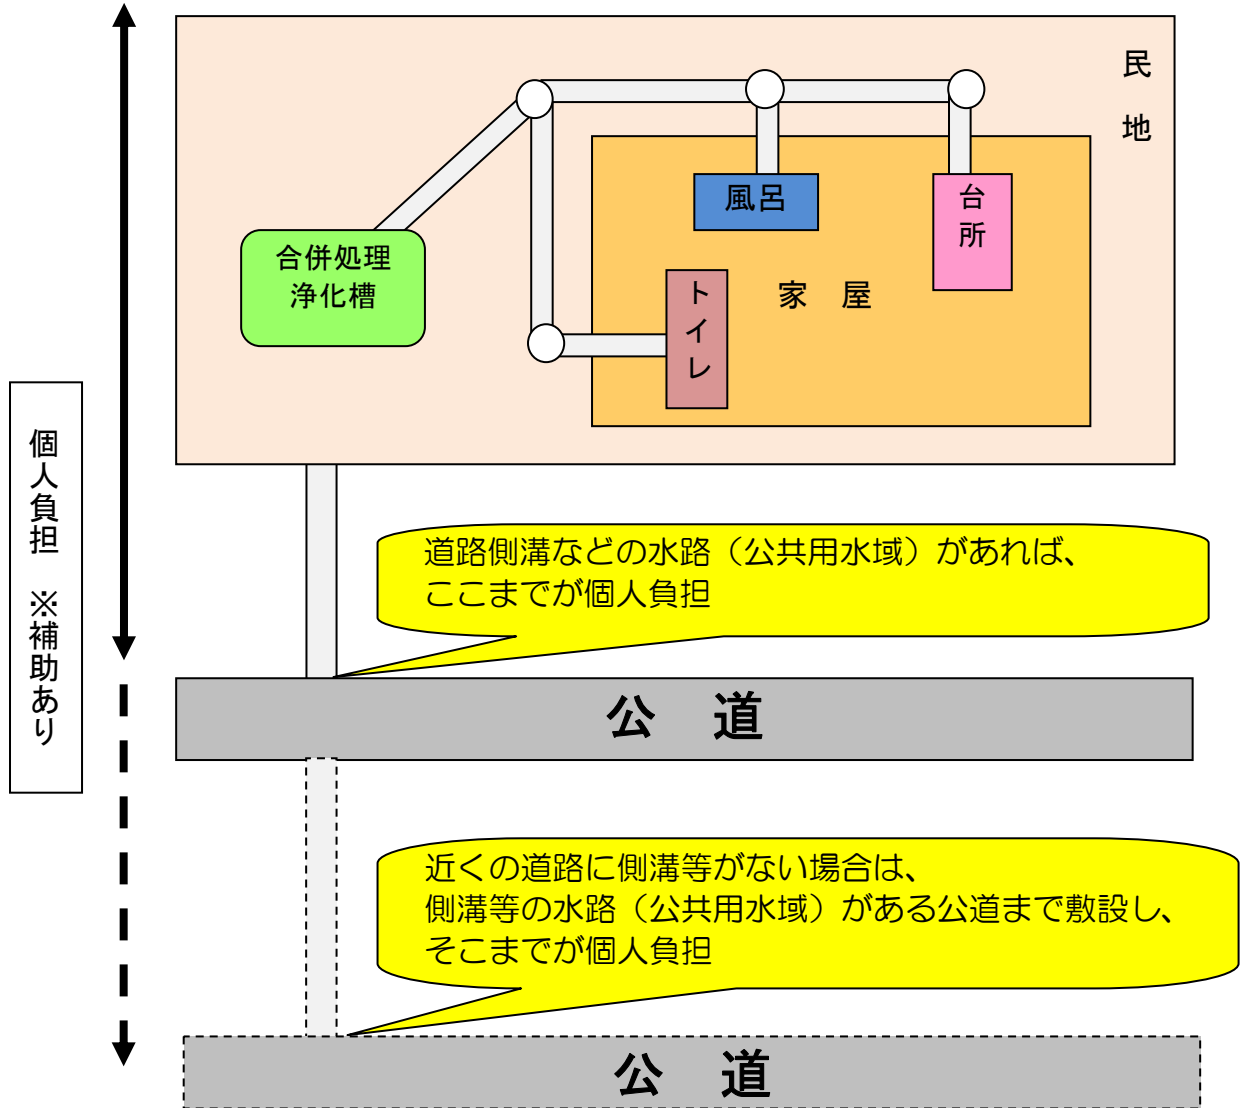 民地
風呂
台所
合併処理
浄化槽
トイレ
家　屋
個人負担　※補助あり
道路側溝などの水路（公共用水域）があれば、
ここまでが個人負担
公　道
近くの道路に側溝等がない場合は、
側溝等の水路（公共用水域）がある公道まで敷設し、
そこまでが個人負担
公　道